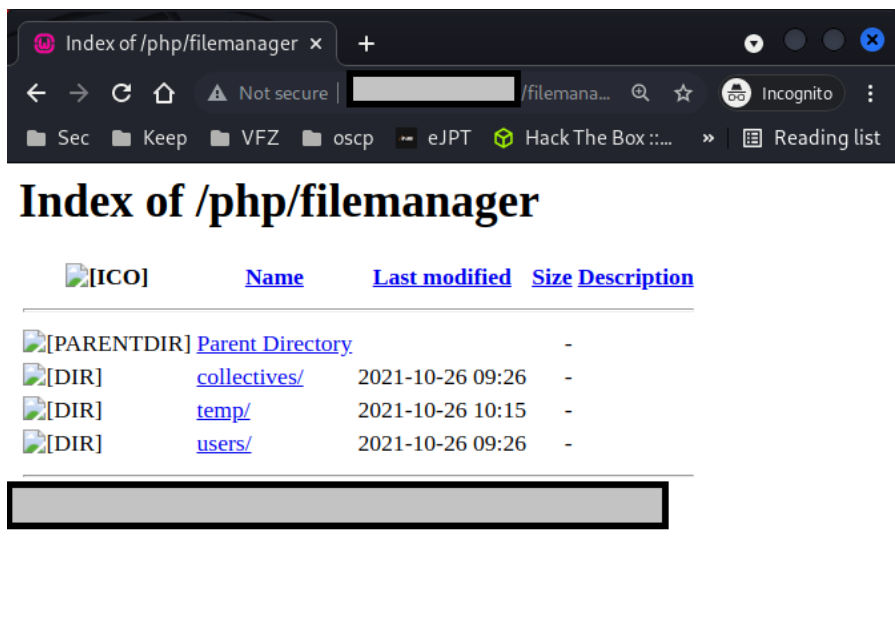 Index of /php/filemanager
Not secure /filemana... Incognito
Sec Keep VFZ oscp eJPT Hack The Box ::... » Reading list
Index of /php/filemanager
[ICO] Name Last modified Size Description
[PARENTDIR] Parent Directory -
[DIR] collectives/ 2021-10-26 09:26 -
[DIR] temp/ 2021-10-26 10:15 -
[DIR] users/ 2021-10-26 09:26 -